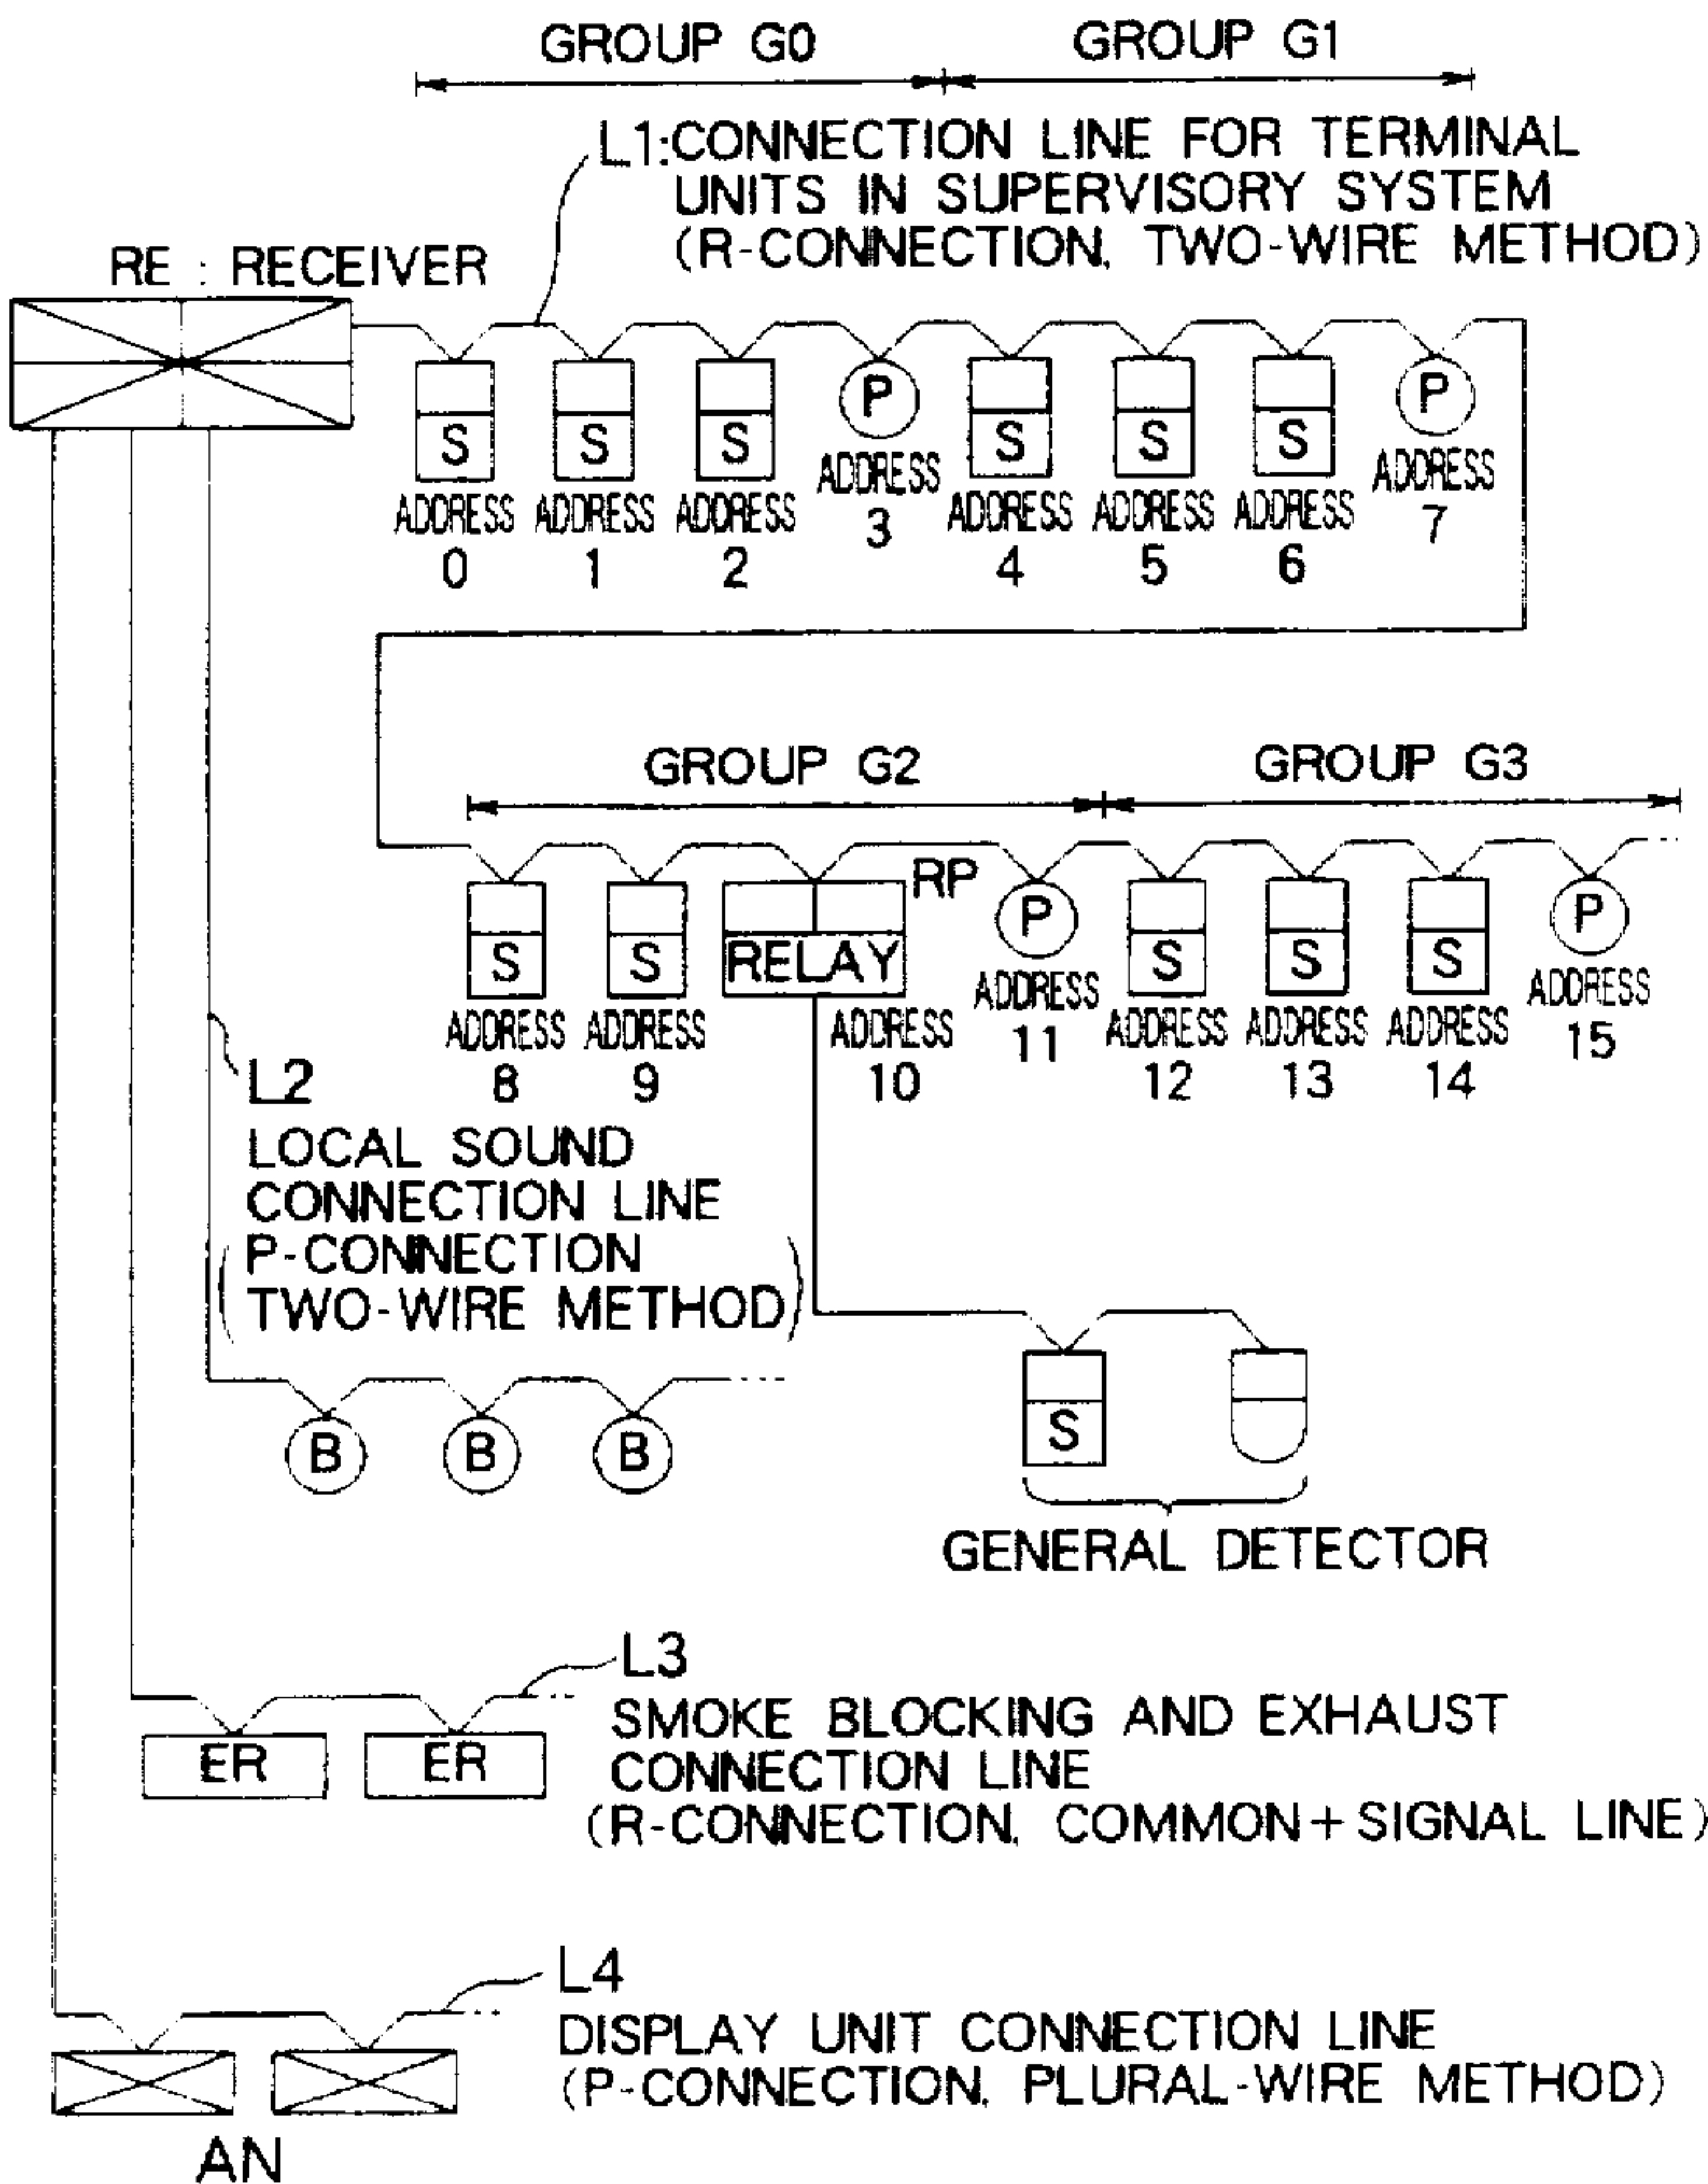 GROUP G0 GROUP G1
L1:CONNECTION LINE FOR TERMINAL
UNITS IN SUPERVISORY SYSTEM
(R-CONNECTION, TWO-WIRE METHOD)
RE : RECEIVER
S S S P S S S P
ADDRESS ADDRESS ADDRESS ADDRESS ADDRESS ADDRESS ADDRESS ADDRESS
0 1 2 3 4 5 6 7
GROUP G2 GROUP G3
RP
S S RELAY P S S S P
ADDRESS ADDRESS ADDRESS ADDRESS ADDRESS ADDRESS ADDRESS ADDRESS
8 9 10 11 12 13 14 15
L2
LOCAL SOUND
CONNECTION LINE
(P-CONNECTION
TWO-WIRE METHOD)
B B B
S
GENERAL DETECTOR
L3
SMOKE BLOCKING AND EXHAUST
CONNECTION LINE
(R-CONNECTION, COMMON+SIGNAL LINE)
ER ER
L4
DISPLAY UNIT CONNECTION LINE
(P-CONNECTION, PLURAL-WIRE METHOD)
AN